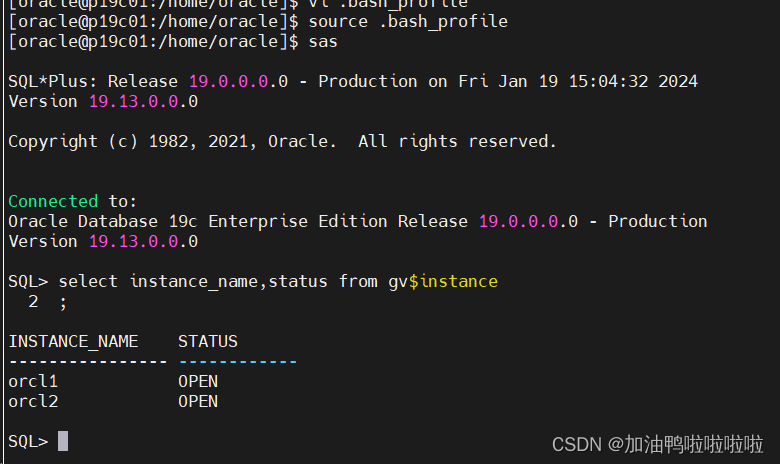 [oracle@p19c01:/home/oracle]$ vi .bash_profile
[oracle@p19c01:/home/oracle]$ source .bash_profile
[oracle@p19c01:/home/oracle]$ sas
SQL*Plus: Release 19.0.0.0.0 - Production on Fri Jan 19 15:04:32 2024
Version 19.13.0.0.0
Copyright (c) 1982, 2021, Oracle.  All rights reserved.
Connected to:
Oracle Database 19c Enterprise Edition Release 19.0.0.0.0 - Production
Version 19.13.0.0.0
SQL> select instance_name,status from gv$instance
  2  ;
INSTANCE_NAME    STATUS
---------------- ------------
orcl1            OPEN
orcl2            OPEN
SQL>
CSDN @加油鸭啦啦啦啦